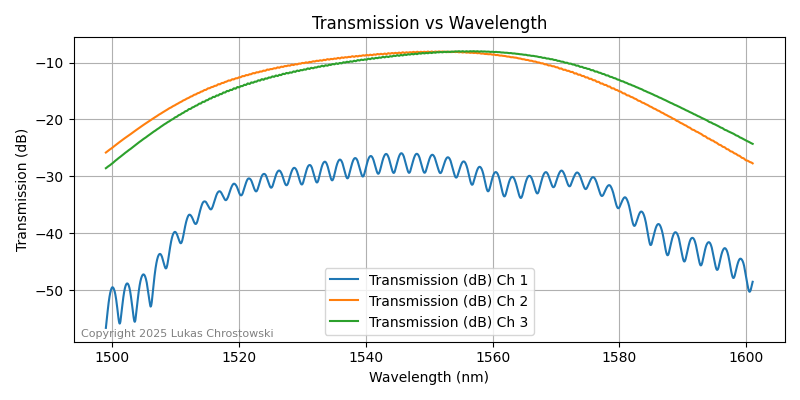 Transmission vs Wavelength
Transmission (dB)
−10
−20
−30
−40
−50
Transmission (dB) Ch 1
Transmission (dB) Ch 2
Transmission (dB) Ch 3
Copyright 2025 Lukas Chrostowski
1500 1520 1540 1560 1580 1600
Wavelength (nm)